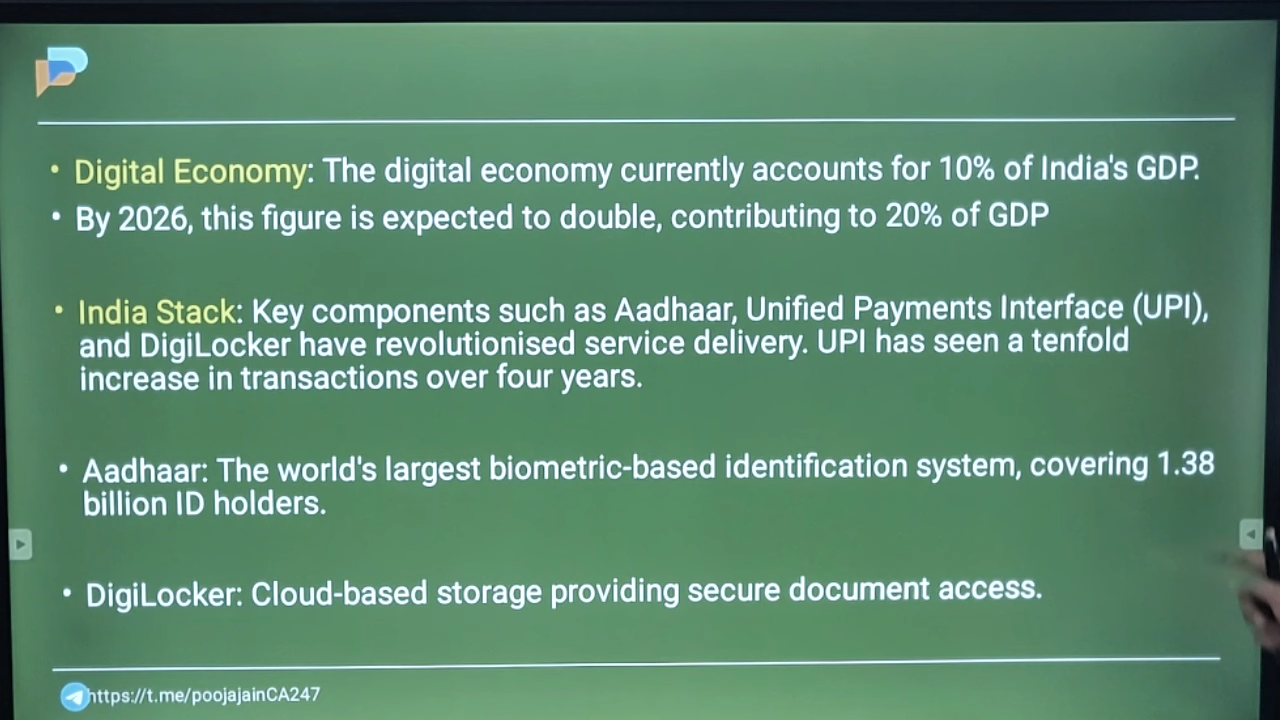 • Digital Economy: The digital economy currently accounts for 10% of India's GDP.
• By 2026, this figure is expected to double, contributing to 20% of GDP
• India Stack: Key components such as Aadhaar, Unified Payments Interface (UPI),
and DigiLocker have revolutionised service delivery. UPI has seen a tenfold
increase in transactions over four years.
• Aadhaar: The world's largest biometric-based identification system, covering 1.38
billion ID holders.
• DigiLocker: Cloud-based storage providing secure document access.
https://t.me/poojajainCA247